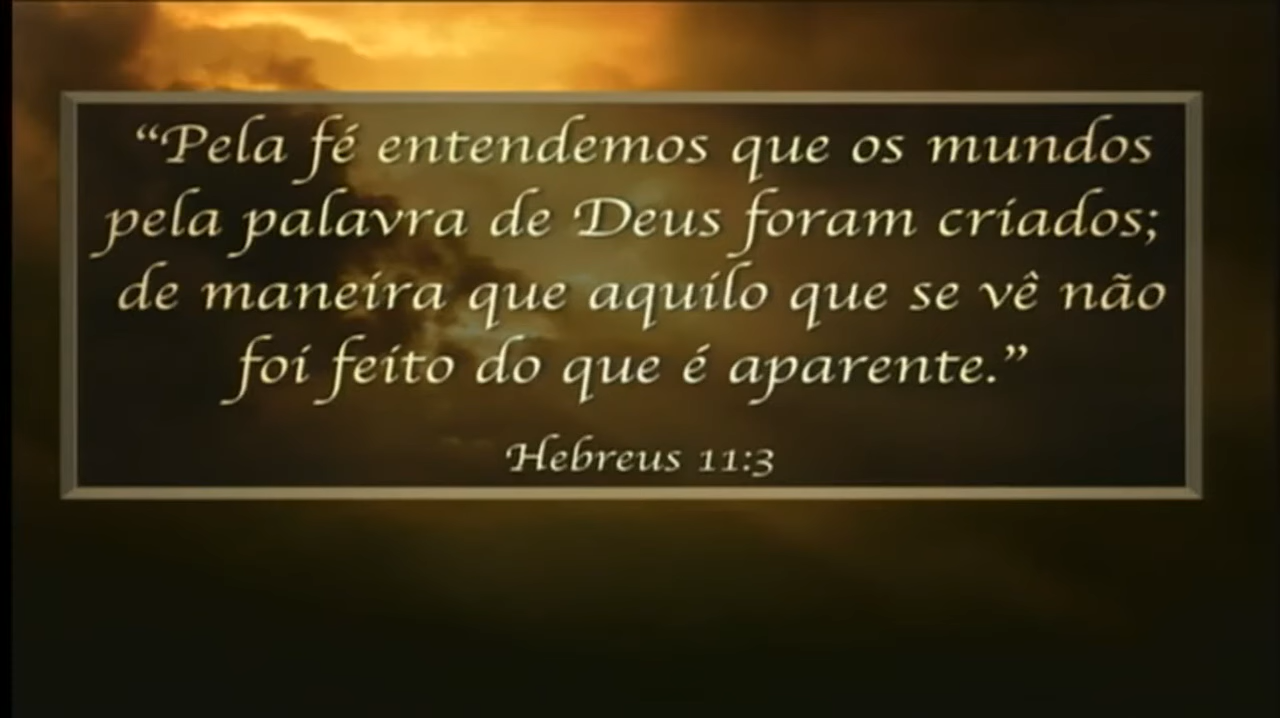 “Pela fé entendemos que os mundos
pela palavra de Deus foram criados;
de maneira que aquilo que se vê não
foi feito do que é aparente.”
Hebreus 11:3